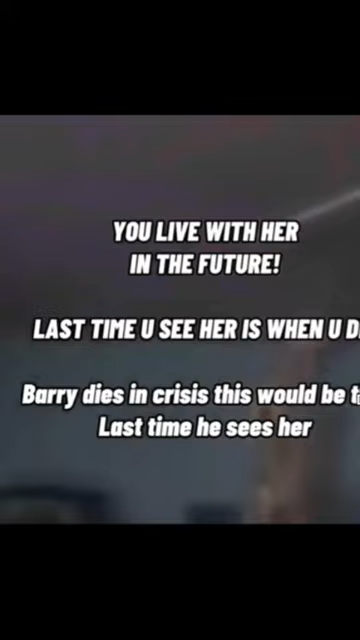 YOU LIVE WITH HER
IN THE FUTURE!
LAST TIME U SEE HER IS WHEN U
Barry dies in crisis this would be
Last time he sees her